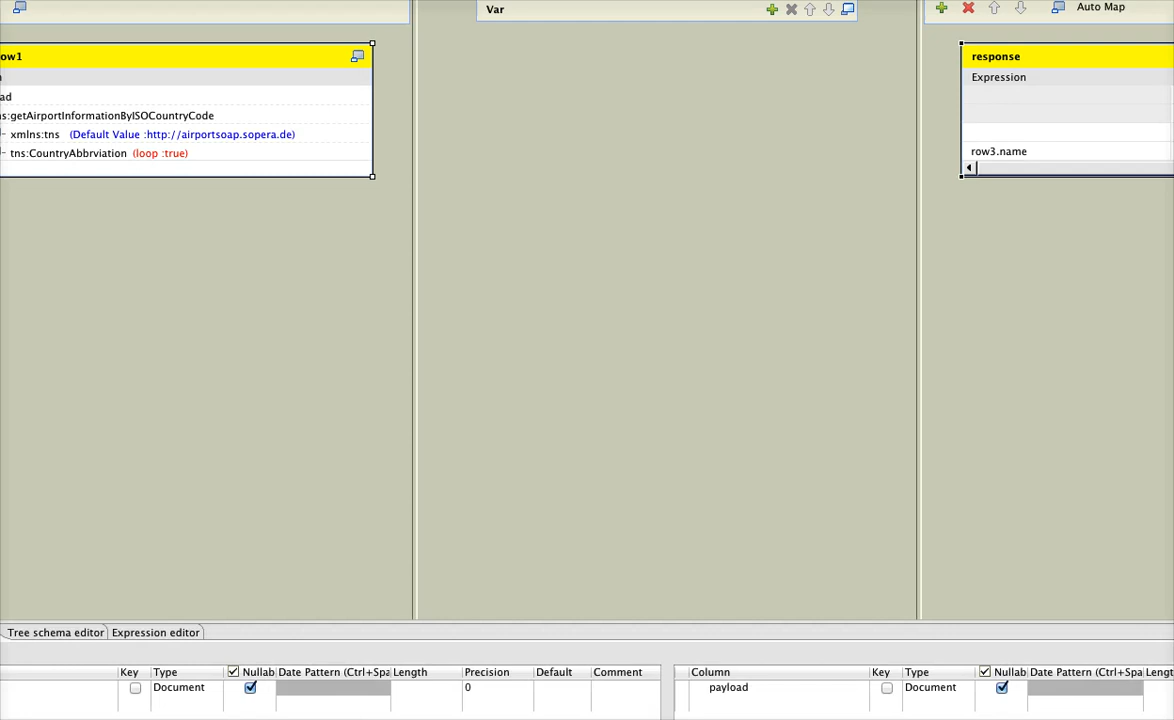 Var
Auto Map
ow1
response
Expression
ad
s:getAirportInformationByISOCountryCode
xmlns:tns (Default Value :http://airportsoap.sopera.de)
tns:CountryAbbrviation (loop :true)
row3.name
Tree schema editor Expression editor
Key Type Nullab Date Pattern (Ctrl+Spa Length Precision Default Comment
Document 0
Column Key Type Nullab Date Pattern (Ctrl+Spa Lengt
payload Document